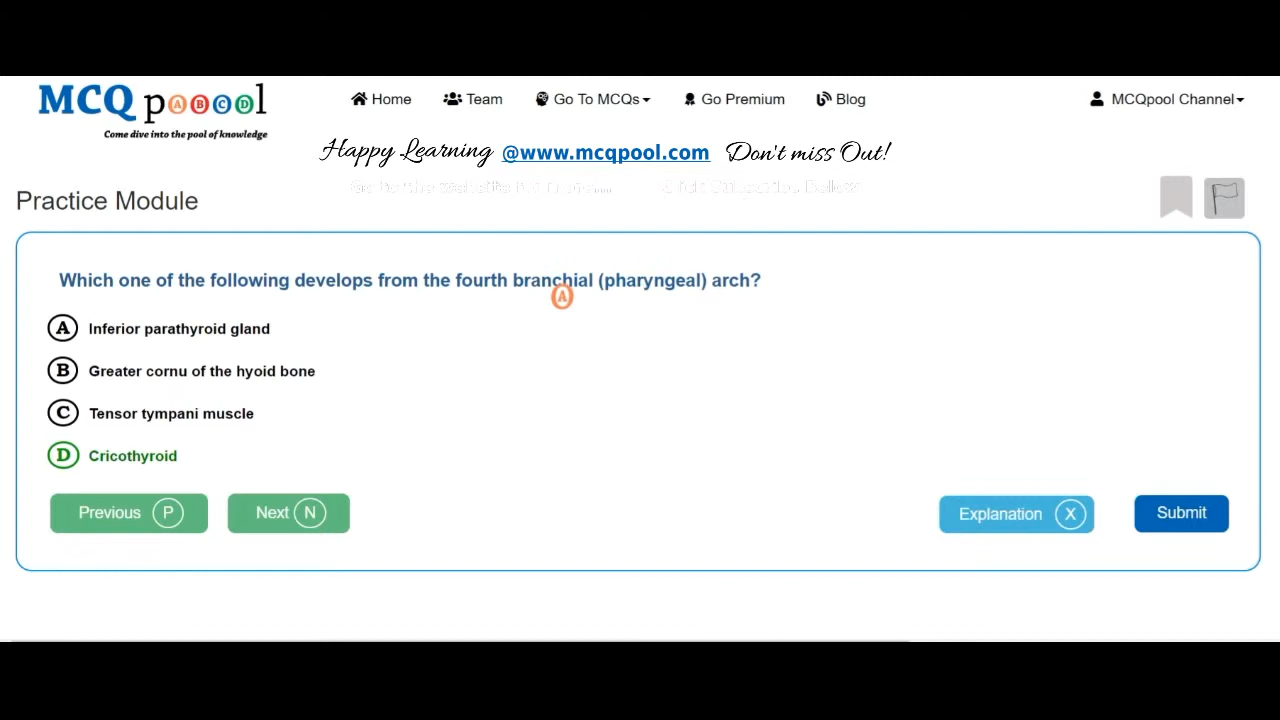 MCQ pABCDl
Come dive into the pool of knowledge
Home Team Go To MCQs Go Premium Blog MCQpool Channel
Happy Learning @www.mcqpool.com Don't miss Out!
Practice Module
Which one of the following develops from the fourth branchial (pharyngeal) arch?
A
A Inferior parathyroid gland
B Greater cornu of the hyoid bone
C Tensor tympani muscle
D Cricothyroid
Previous P Next N Explanation X Submit